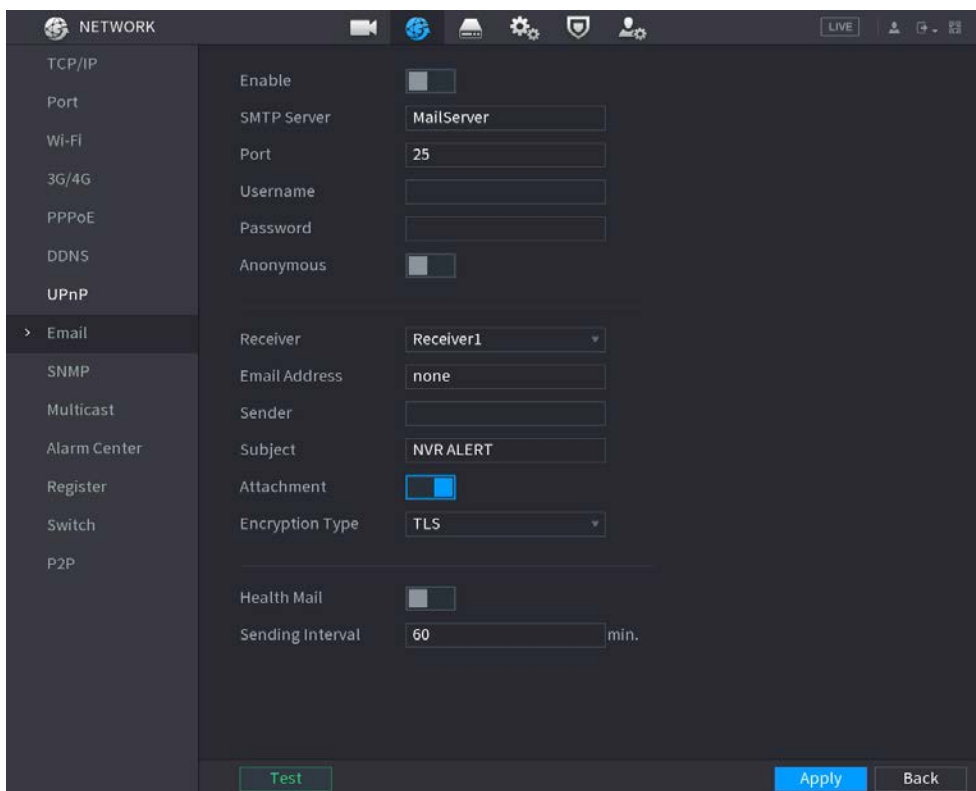 NETWORK
LIVE
TCP/IP
Port
Wi-Fi
3G/4G
PPPoE
DDNS
UPnP
Email
SNMP
Multicast
Alarm Center
Register
Switch
P2P
Enable
SMTP Server MailServer
Port 25
Username
Password
Anonymous
Receiver Receiver1
Email Address none
Sender
Subject NVR ALERT
Attachment
Encryption Type TLS
Health Mail
Sending Interval 60 min.
Test Apply Back